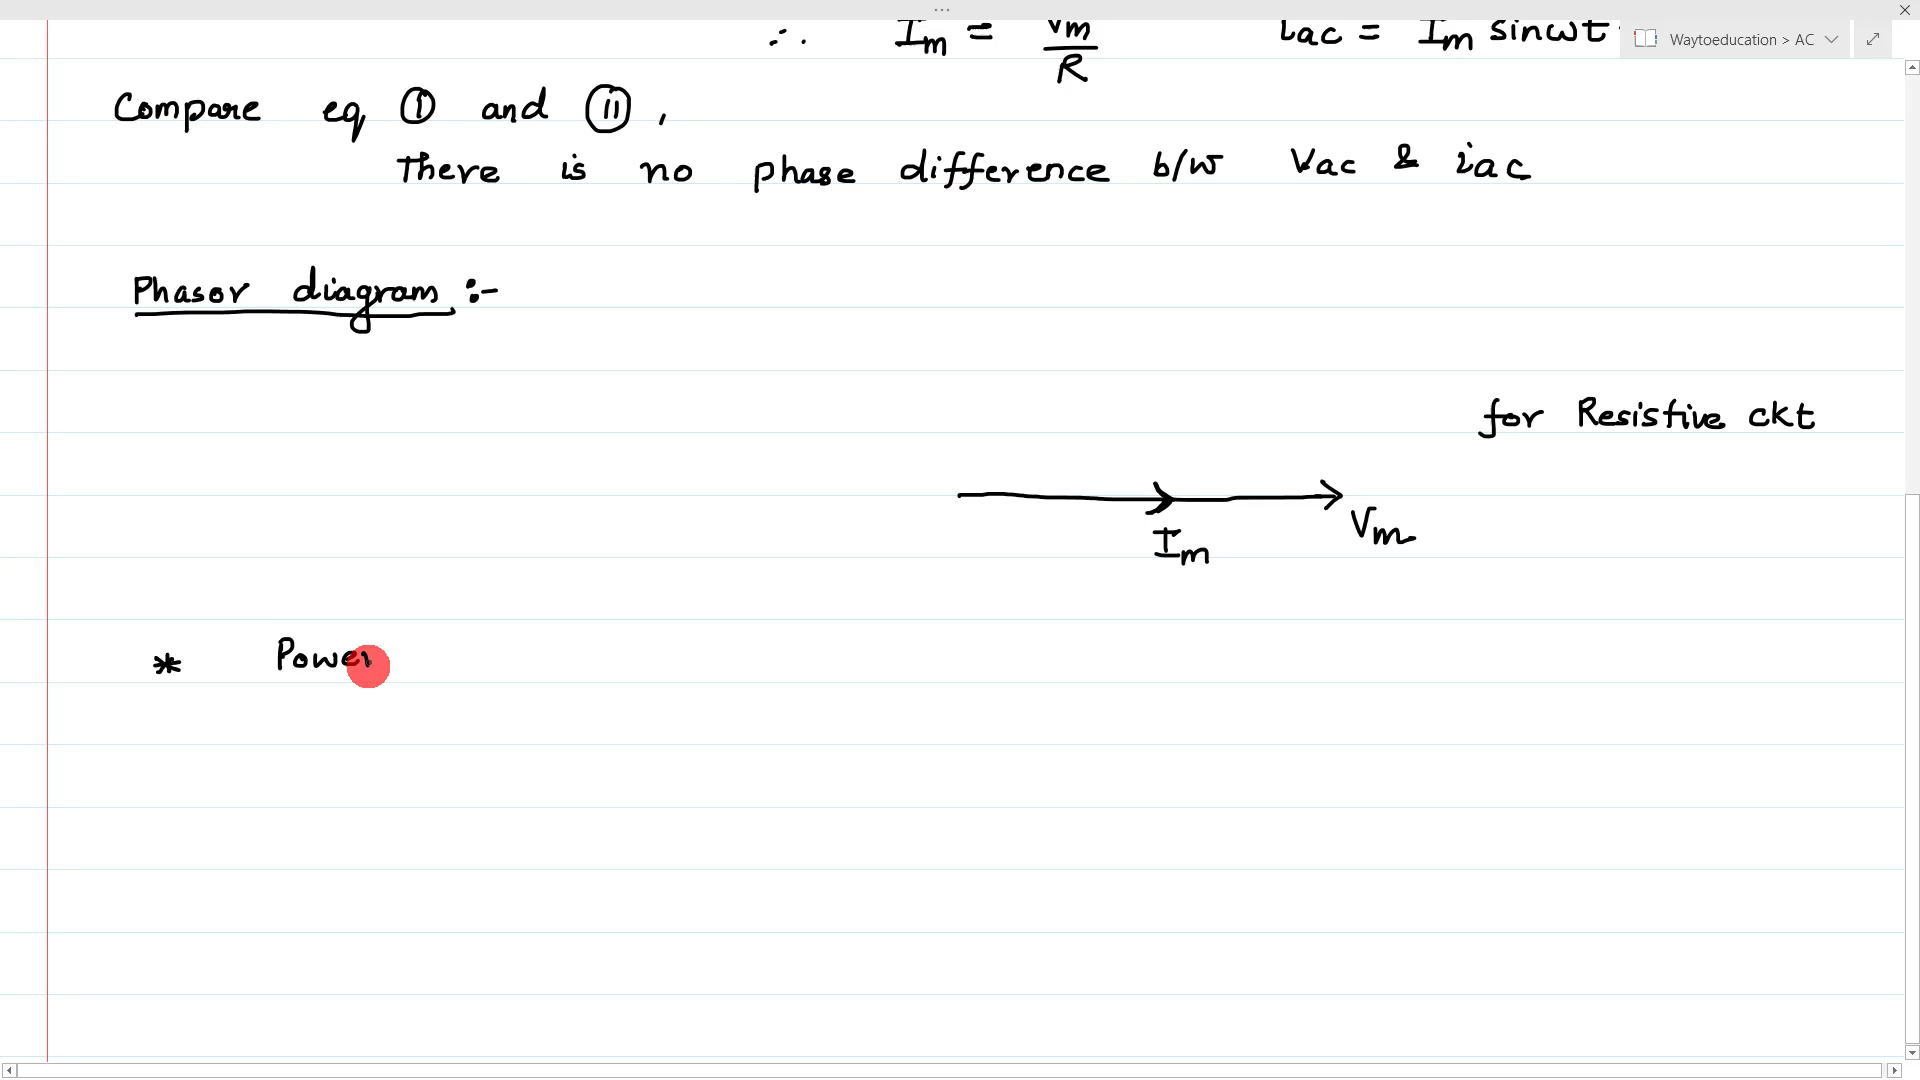 ∴ Im = Vm/R iac = Im sinωt
Waytoeducation > AC
Compare eq (i) and (ii),
There is no phase difference b/w Vac & iac
Phasor diagram :-
for Resistive ckt
Im
Vm
* Power